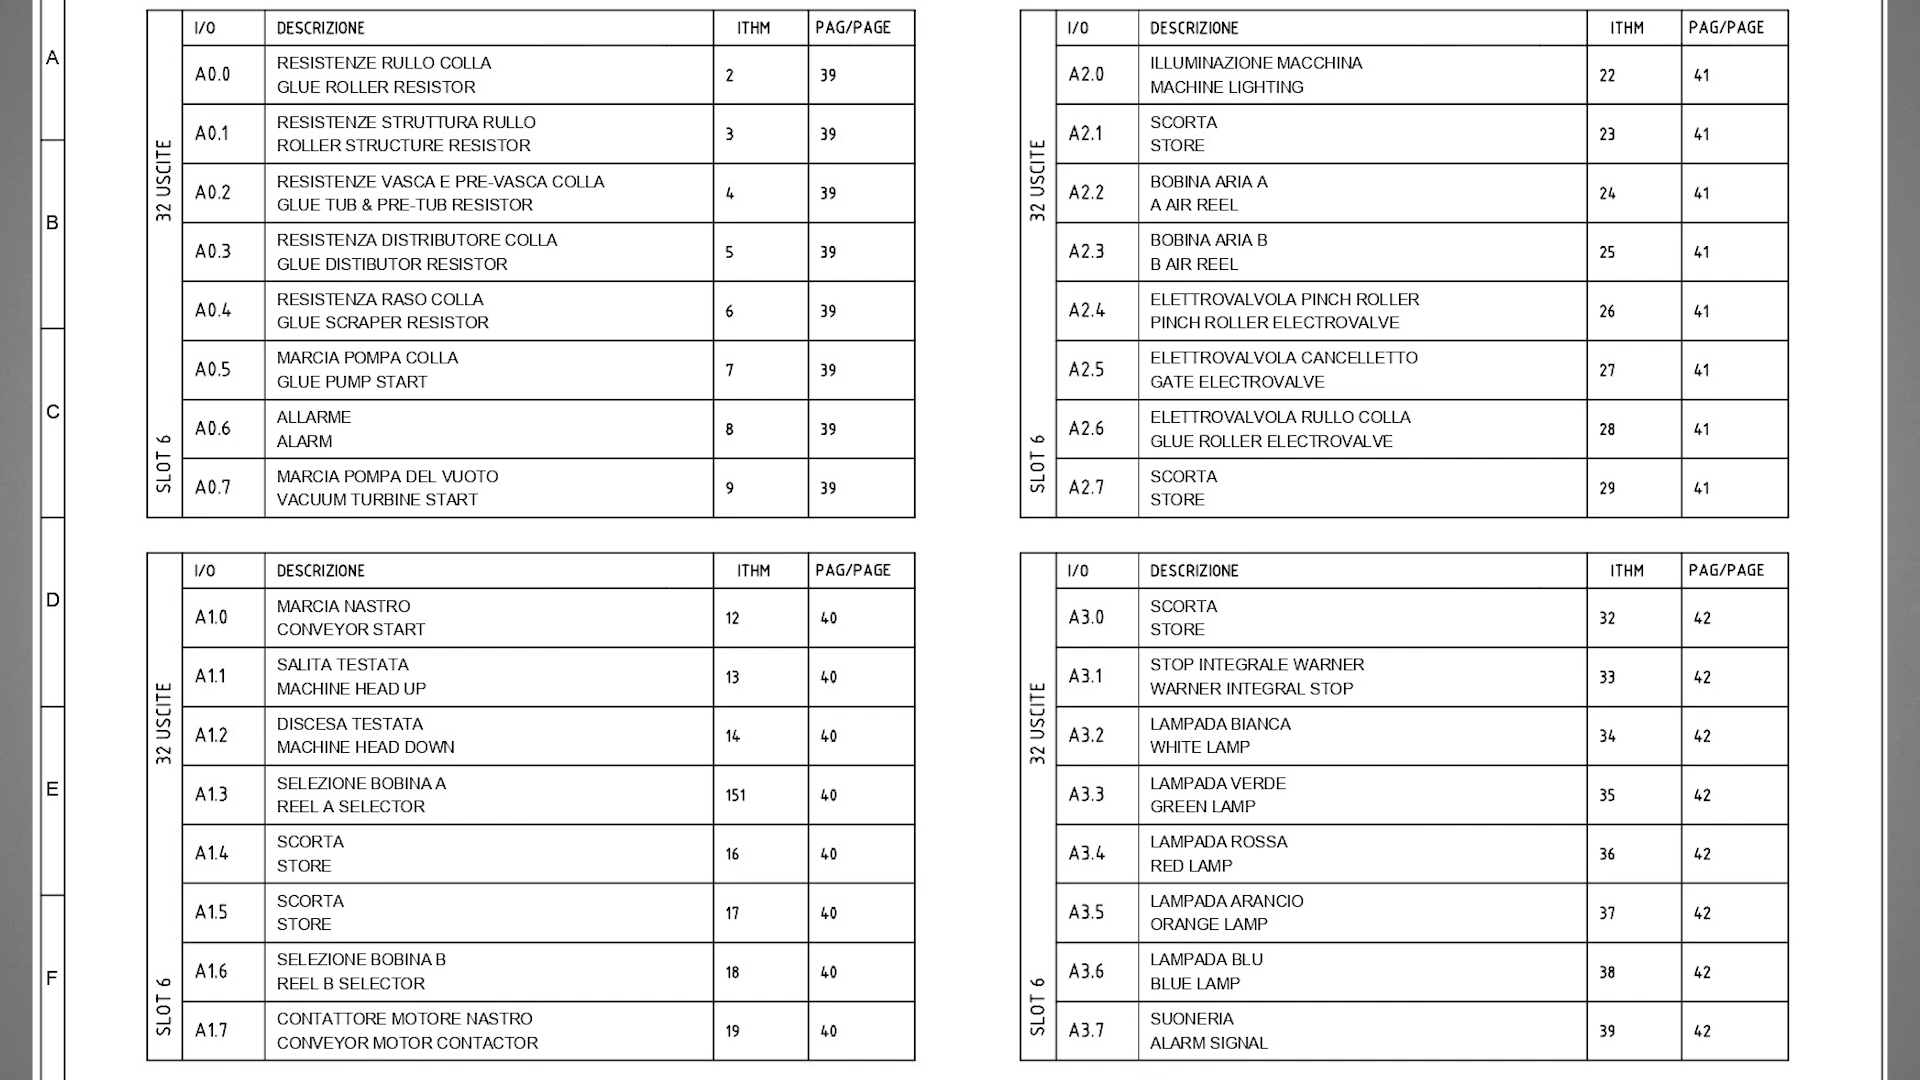 A
B
C
D
E
F
32 USCITE
SLOT 6
I/O DESCRIZIONE ITHM PAG/PAGE
A0.0 RESISTENZE RULLO COLLA 2 39
GLUE ROLLER RESISTOR
A0.1 RESISTENZE STRUTTURA RULLO 3 39
ROLLER STRUCTURE RESISTOR
A0.2 RESISTENZE VASCA E PRE-VASCA COLLA 4 39
GLUE TUB & PRE-TUB RESISTOR
A0.3 RESISTENZA DISTRIBUTORE COLLA 5 39
GLUE DISTIBUTOR RESISTOR
A0.4 RESISTENZA RASO COLLA 6 39
GLUE SCRAPER RESISTOR
A0.5 MARCIA POMPA COLLA 7 39
GLUE PUMP START
A0.6 ALLARME 8 39
ALARM
A0.7 MARCIA POMPA DEL VUOTO 9 39
VACUUM TURBINE START
32 USCITE
SLOT 6
I/O DESCRIZIONE ITHM PAG/PAGE
A2.0 ILLUMINAZIONE MACCHINA 22 41
MACHINE LIGHTING
A2.1 SCORTA 23 41
STORE
A2.2 BOBINA ARIA A 24 41
A AIR REEL
A2.3 BOBINA ARIA B 25 41
B AIR REEL
A2.4 ELETTROVALVOLA PINCH ROLLER 26 41
PINCH ROLLER ELECTROVALVE
A2.5 ELETTROVALVOLA CANCELLETTO 27 41
GATE ELECTROVALVE
A2.6 ELETTROVALVOLA RULLO COLLA 28 41
GLUE ROLLER ELECTROVALVE
A2.7 SCORTA 29 41
STORE
32 USCITE
SLOT 6
I/O DESCRIZIONE ITHM PAG/PAGE
A1.0 MARCIA NASTRO 12 40
CONVEYOR START
A1.1 SALITA TESTATA 13 40
MACHINE HEAD UP
A1.2 DISCESA TESTATA 14 40
MACHINE HEAD DOWN
A1.3 SELEZIONE BOBINA A 151 40
REEL A SELECTOR
A1.4 SCORTA 16 40
STORE
A1.5 SCORTA 17 40
STORE
A1.6 SELEZIONE BOBINA B 18 40
REEL B SELECTOR
A1.7 CONTATTORE MOTORE NASTRO 19 40
CONVEYOR MOTOR CONTACTOR
32 USCITE
SLOT 6
I/O DESCRIZIONE ITHM PAG/PAGE
A3.0 SCORTA 32 42
STORE
A3.1 STOP INTEGRALE WARNER 33 42
WARNER INTEGRAL STOP
A3.2 LAMPADA BIANCA 34 42
WHITE LAMP
A3.3 LAMPADA VERDE 35 42
GREEN LAMP
A3.4 LAMPADA ROSSA 36 42
RED LAMP
A3.5 LAMPADA ARANCIO 37 42
ORANGE LAMP
A3.6 LAMPADA BLU 38 42
BLUE LAMP
A3.7 SUONERIA 39 42
ALARM SIGNAL